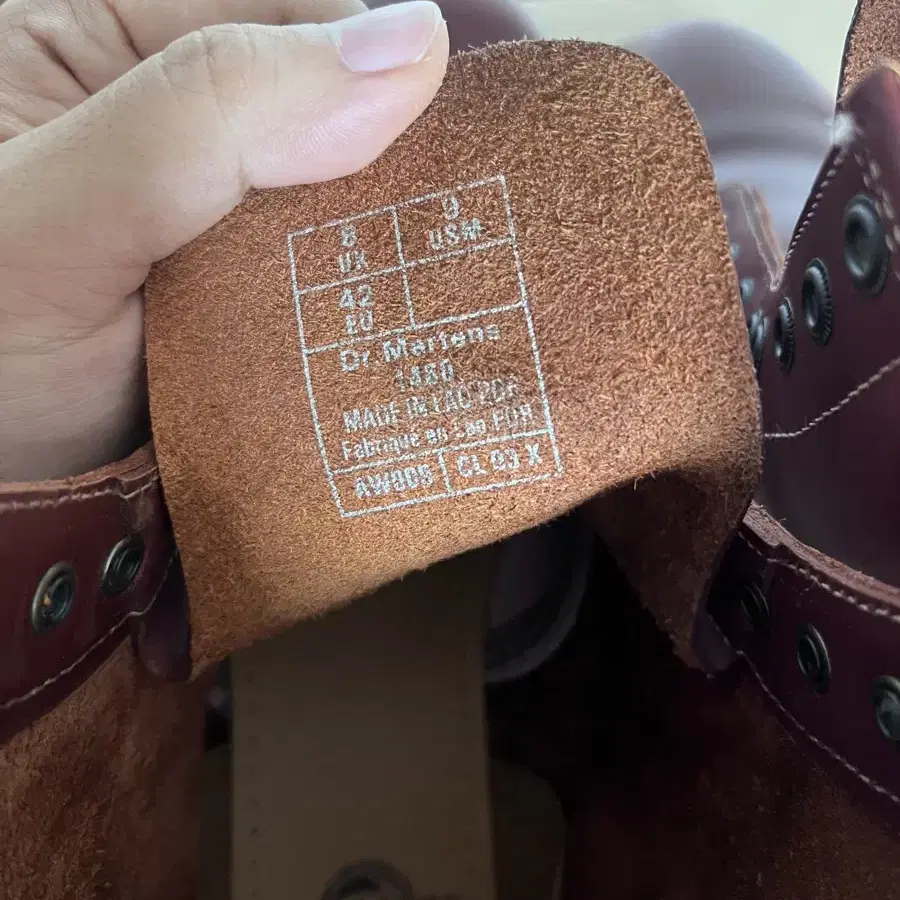 8 UK
9 USM
42 EU
Dr Martens
1460
MADE IN LAO PDR
Fabriqué en Lao PDR
AW006 CL 03 X